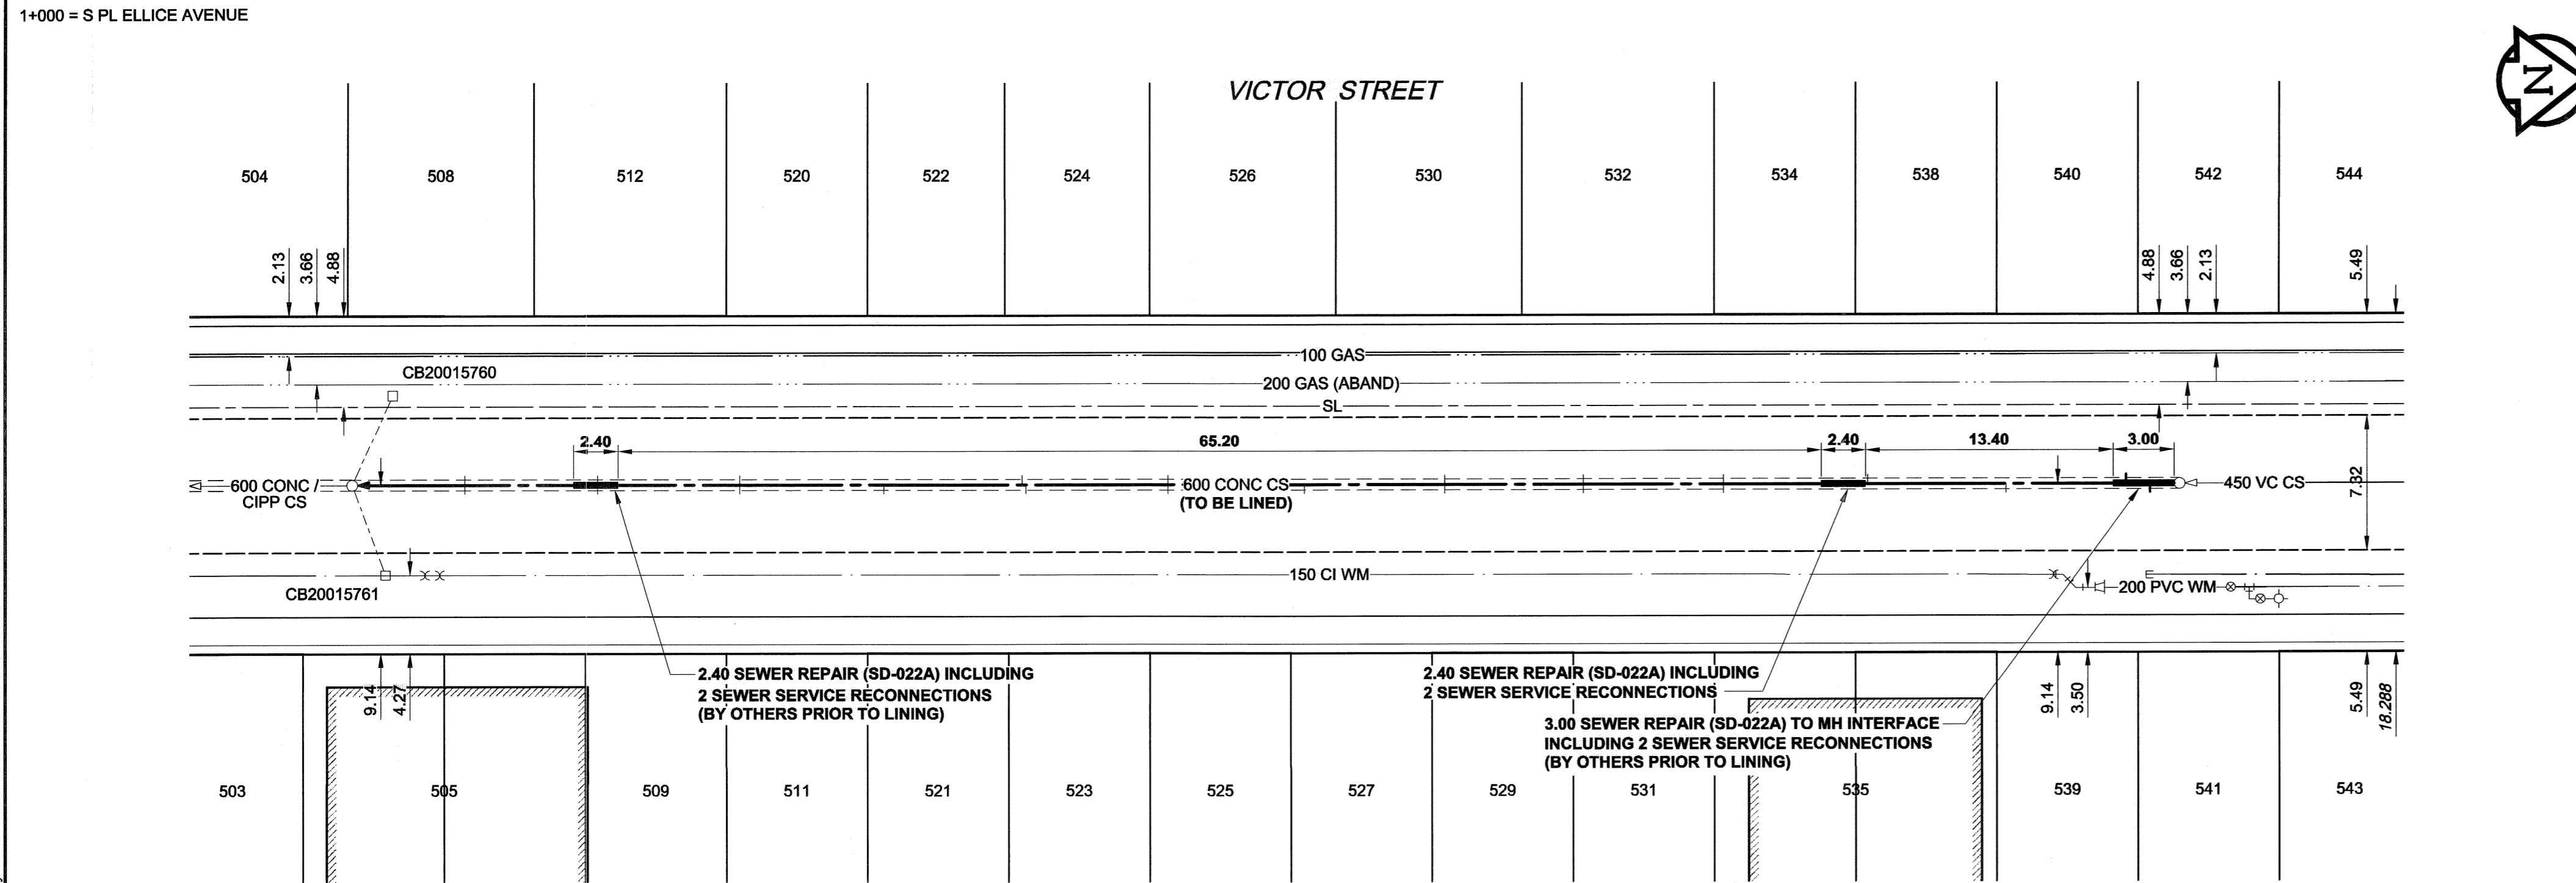 1+000 = S PL ELLICE AVENUE
VICTOR STREET
N
504
508
512
520
522
524
526
530
532
534
538
540
542
544
2.13
3.66
4.88
4.88
3.66
2.13
5.49
100 GAS
CB20015760
200 GAS (ABAND)
SL
2.40
65.20
2.40
13.40
3.00
600 CONC /
CIPP CS
600 CONC CS
(TO BE LINED)
450 VC CS
7.32
150 CI WM
CB20015761
200 PVC WM
2.40 SEWER REPAIR (SD-022A) INCLUDING
2 SEWER SERVICE RECONNECTIONS
(BY OTHERS PRIOR TO LINING)
2.40 SEWER REPAIR (SD-022A) INCLUDING
2 SEWER SERVICE RECONNECTIONS
3.00 SEWER REPAIR (SD-022A) TO MH INTERFACE
INCLUDING 2 SEWER SERVICE RECONNECTIONS
(BY OTHERS PRIOR TO LINING)
9.14
4.27
9.14
3.50
5.49
18.288
503
505
509
511
521
523
525
527
529
531
535
539
541
543